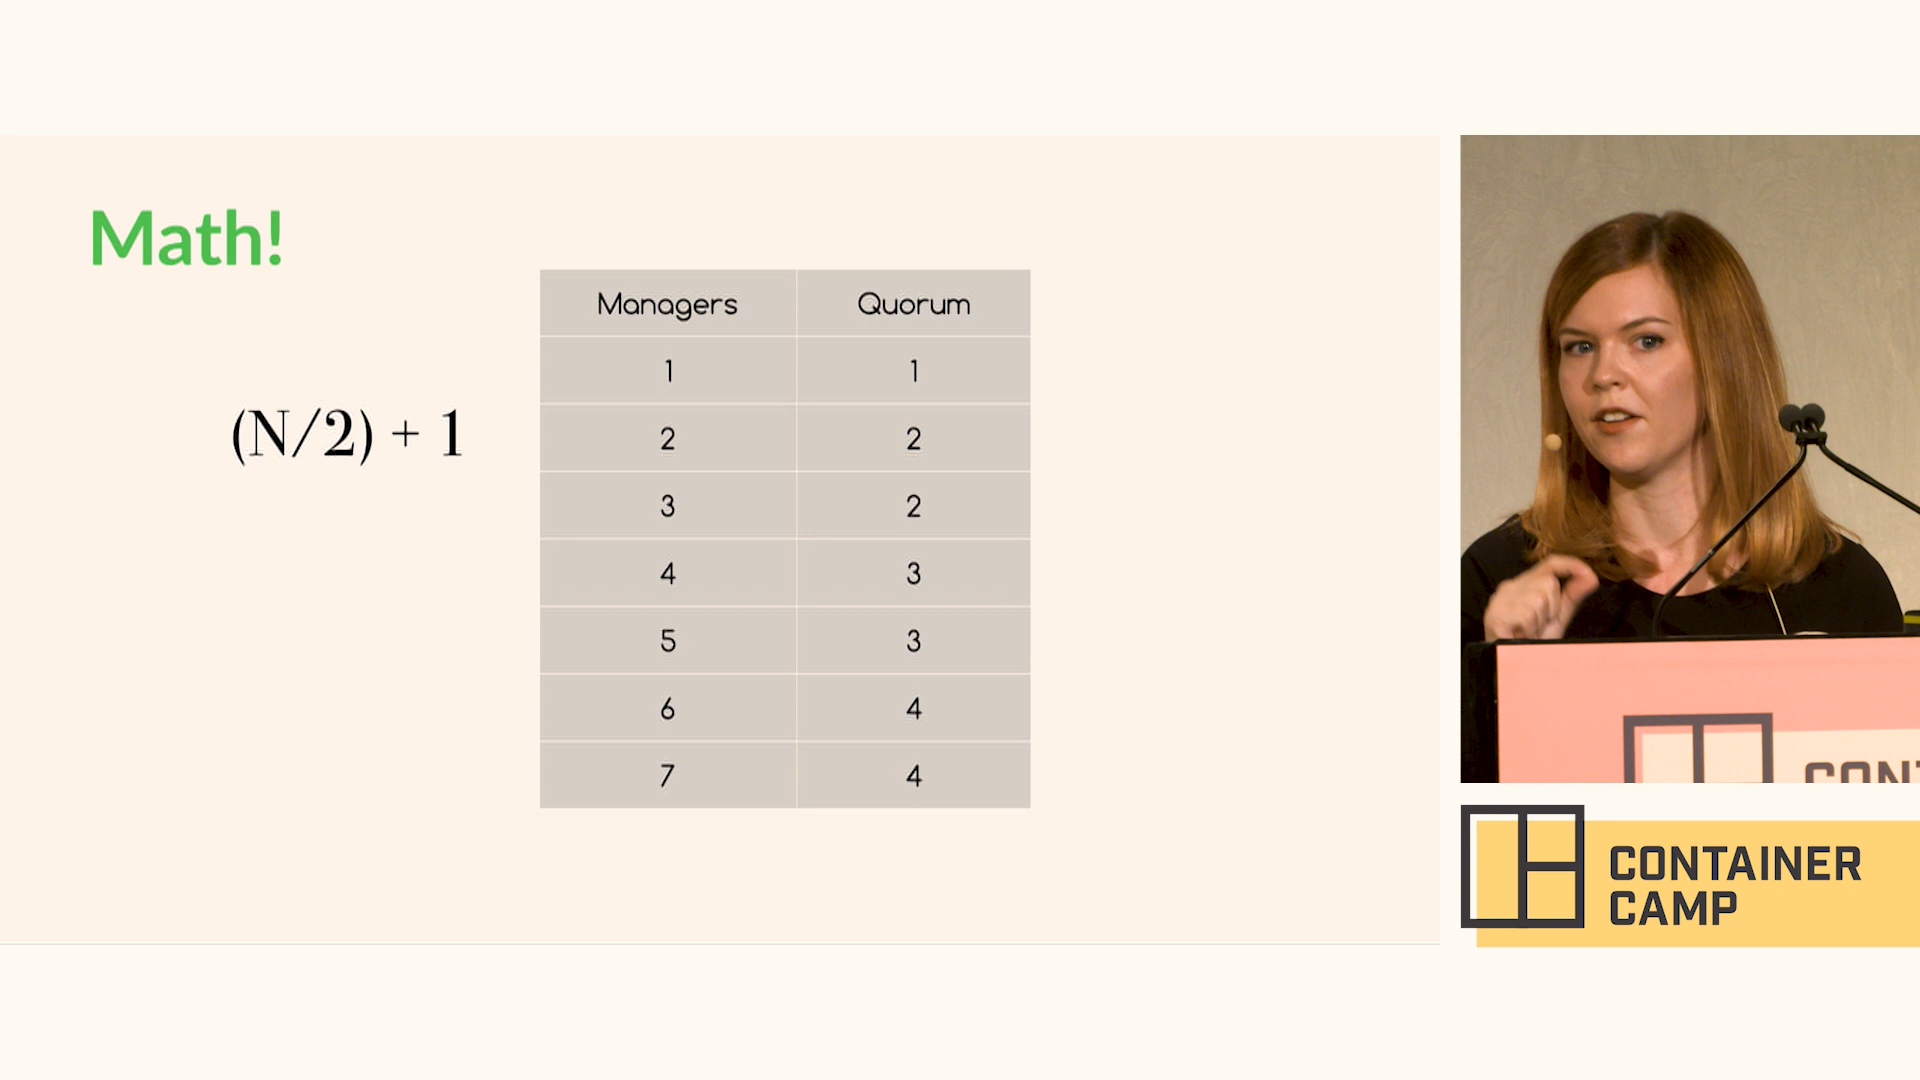 Math!
(N/2) + 1
Managers Quorum
1 1
2 2
3 2
4 3
5 3
6 4
7 4
CONTAINER
CAMP